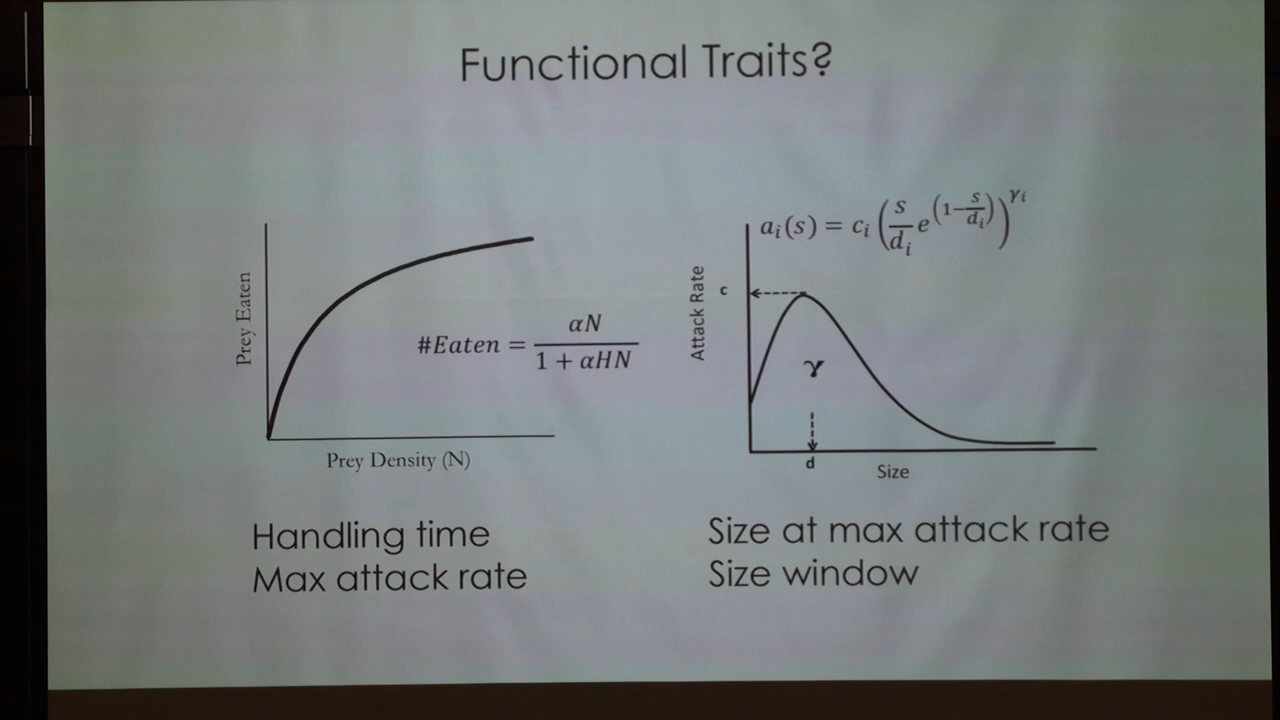 Functional Traits?
Prey Eaten
#Eaten = αN / (1 + αHN)
Prey Density (N)
Handling time
Max attack rate
a_i(s) = c_i (s/d_i e^(1−s/d_i))^γ_i
Attack Rate
c
γ
d
Size
Size at max attack rate
Size window